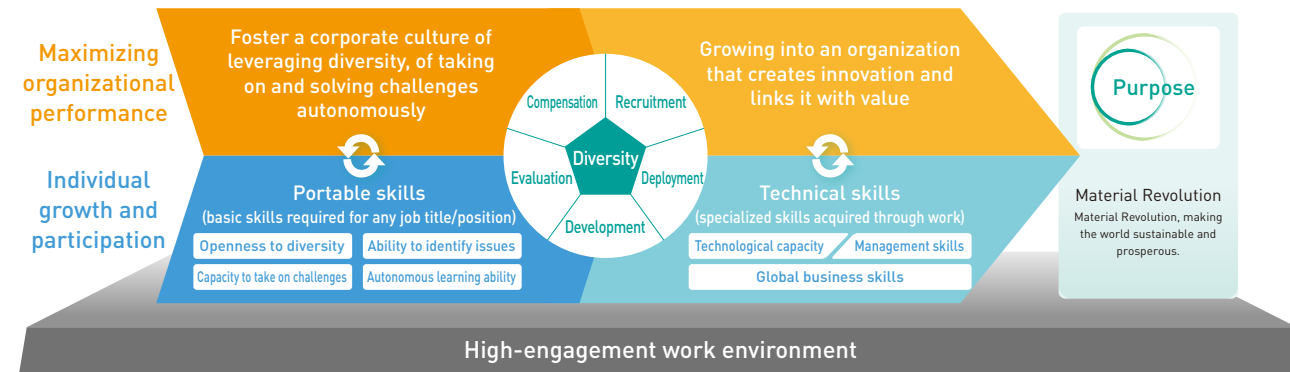 Maximizing
organizational
performance
Foster a corporate culture of
leveraging diversity, of taking
on and solving challenges
autonomously
Growing into an organization
that creates innovation and
links it with value
Compensation
Recruitment
Diversity
Evaluation
Deployment
Development
Individual
growth and
participation
Portable skills
(basic skills required for any job title/position)
Openness to diversity
Ability to identify issues
Capacity to take on challenges
Autonomous learning ability
Technical skills
(specialized skills acquired through work)
Technological capacity
Management skills
Global business skills
Purpose
Material Revolution
Material Revolution, making
the world sustainable and
prosperous.
High-engagement work environment